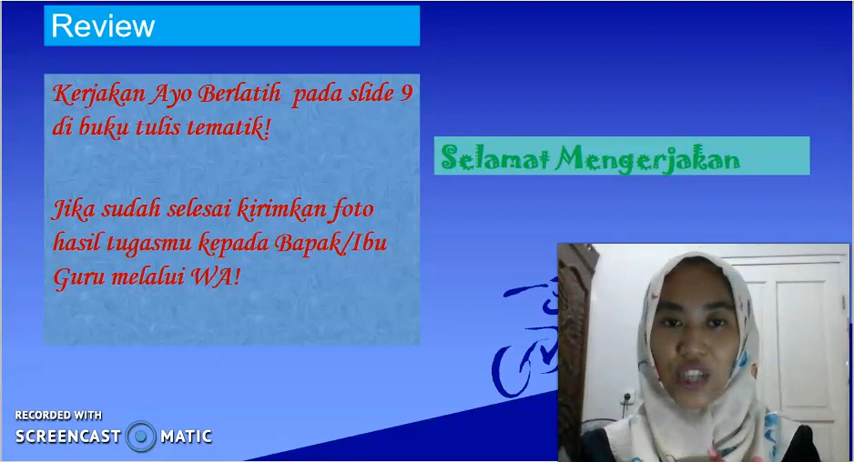 Review
Kerjakan Ayo Berlatih pada slide 9
di buku tulis tematik!
Jika sudah selesai kirimkan foto
hasil tugasmu kepada Bapak/Ibu
Guru melalui WA!
Selamat Mengerjakan
RECORDED WITH
SCREENCAST MATIC